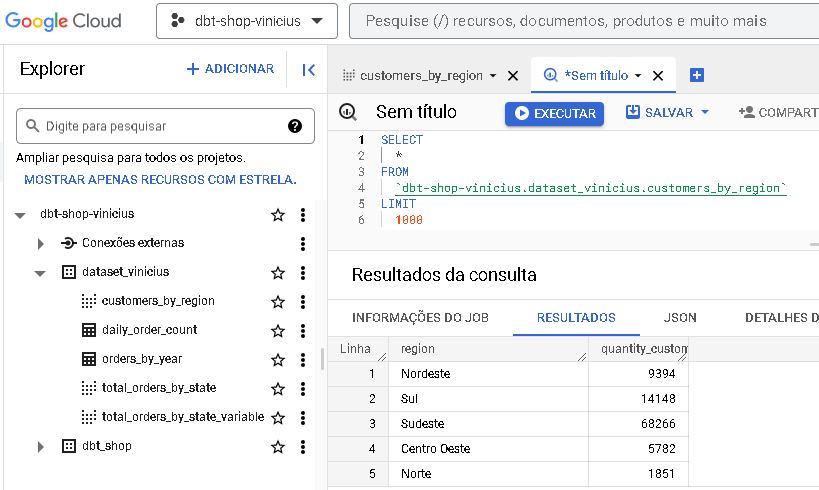 Google Cloud
dbt-shop-vinicius
Pesquise (/) recursos, documentos, produtos e muito mais
Explorer
+ ADICIONAR
customers_by_region
*Sem título
Digite para pesquisar
Sem título
EXECUTAR
SALVAR
COMPART
Ampliar pesquisa para todos os projetos.
MOSTRAR APENAS RECURSOS COM ESTRELA.
1 SELECT
2 *
3 FROM
4 `dbt-shop-vinicius.dataset_vinicius.customers_by_region`
5 LIMIT
6 1000
dbt-shop-vinicius
Conexões externas
dataset_vinicius
customers_by_region
daily_order_count
orders_by_year
total_orders_by_state
total_orders_by_state_variable
dbt_shop
Resultados da consulta
INFORMAÇÕES DO JOB
RESULTADOS
JSON
DETALHES D
Linha region quantity_custom
1 Nordeste 9394
2 Sul 14148
3 Sudeste 68266
4 Centro Oeste 5782
5 Norte 1851